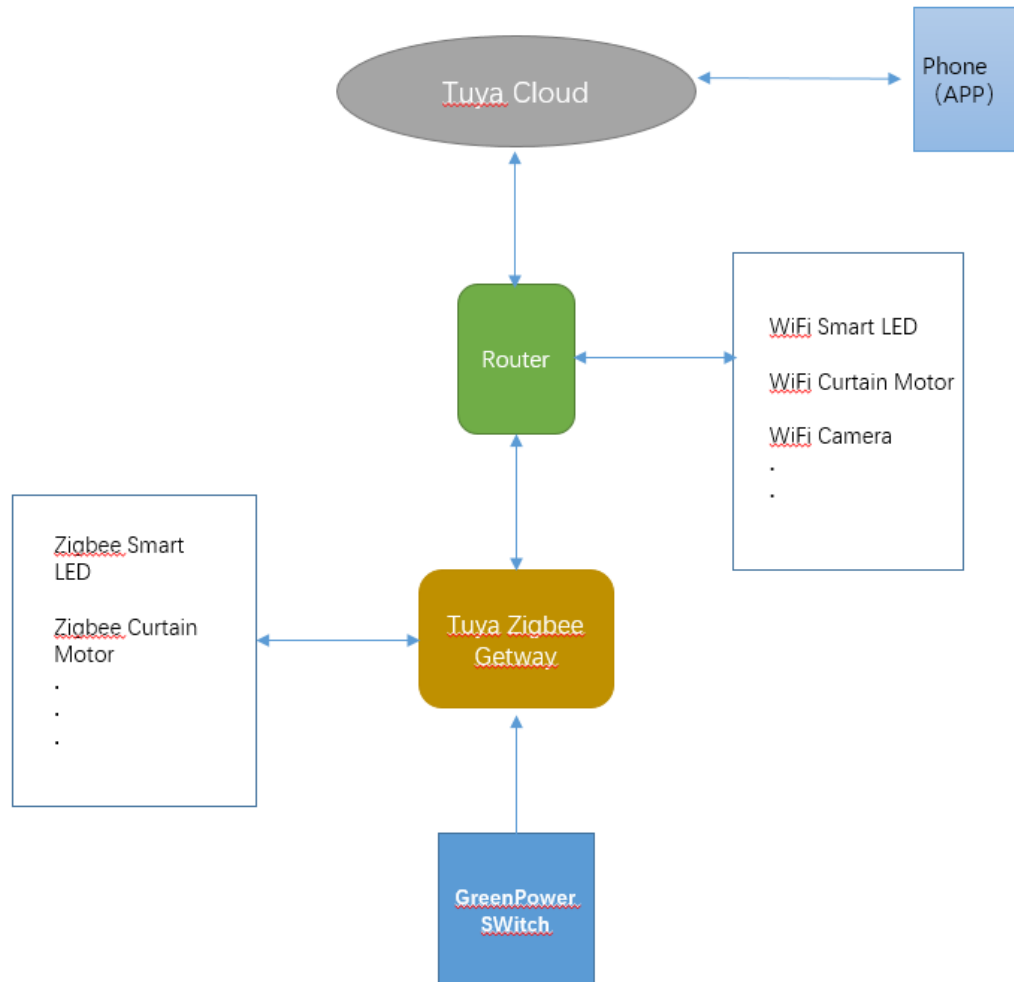 Tuya Cloud
Phone
（APP）
Router
WiFi Smart LED
WiFi Curtain Motor
WiFi Camera
.
.
Zigbee Smart
LED
Zigbee Curtain
Motor
.
.
.
Tuya Zigbee
Getway
GreenPower
SWitch